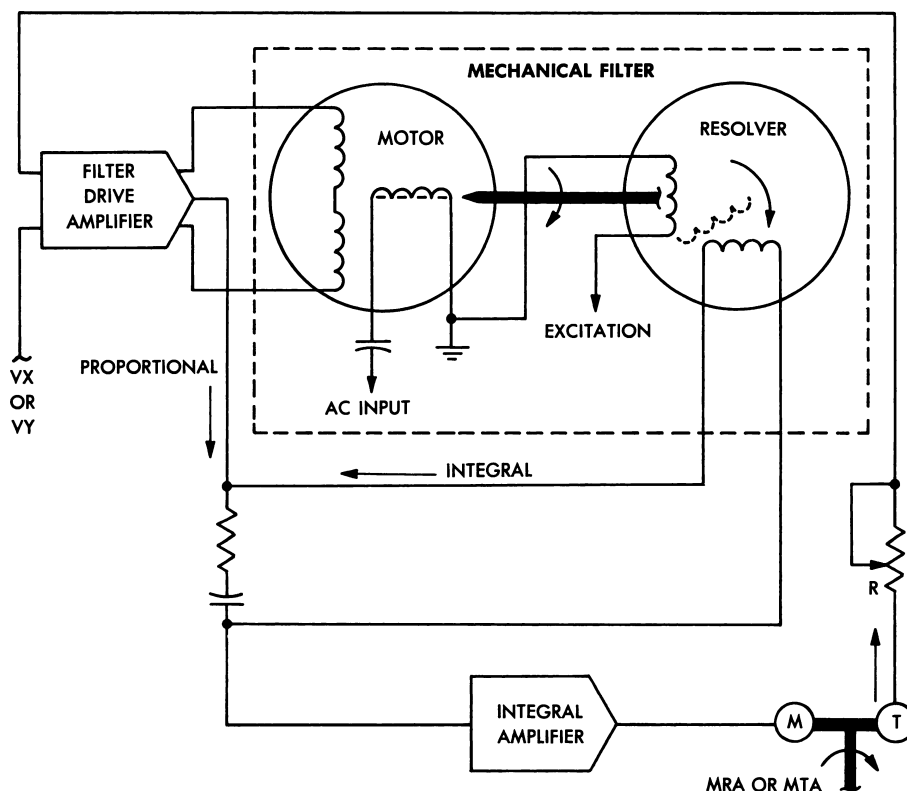 MECHANICAL FILTER
MOTOR
RESOLVER
FILTER
DRIVE
AMPLIFIER
EXCITATION
PROPORTIONAL
VX
OR
VY
AC INPUT
INTEGRAL
R
INTEGRAL
AMPLIFIER
M
T
MRA OR MTA